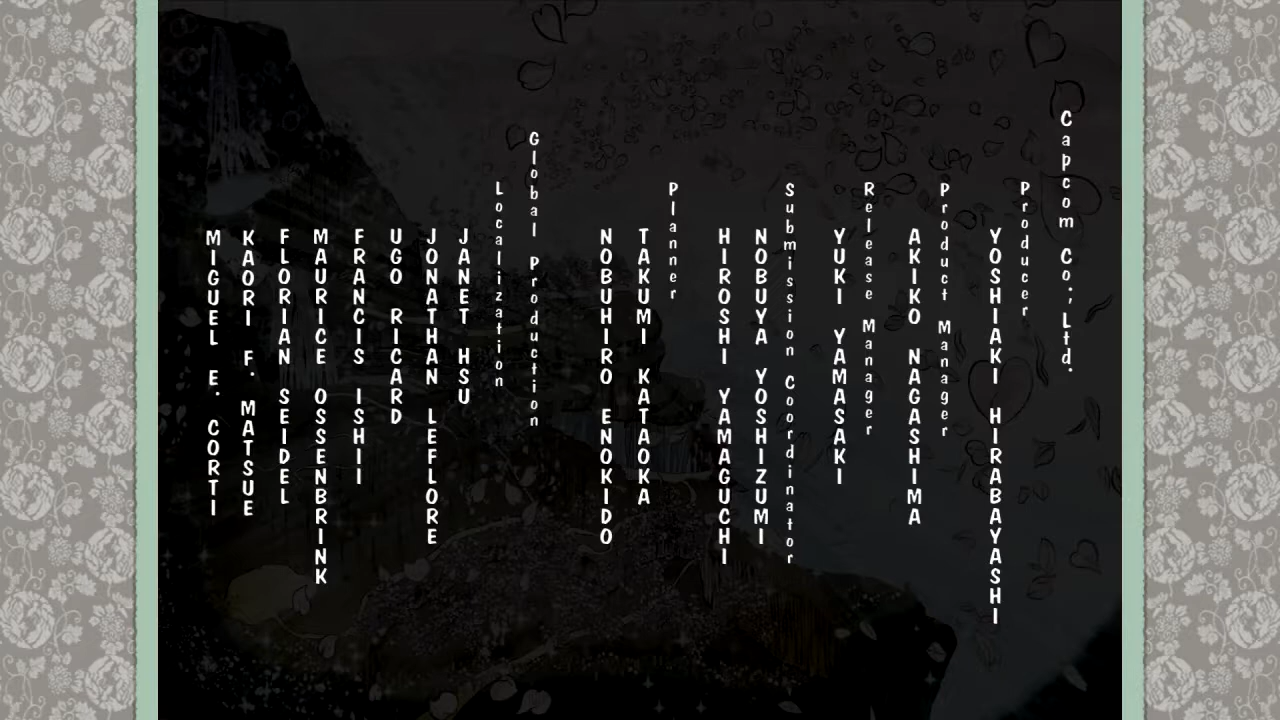 Capcom Co., Ltd.
Producer
YOSHIAKI HIRABAYASHI
Product Manager
AKIKO NAGASHIMA
Release Manager
YUKI YAMASAKI
Submission Coordinator
NOBUYA YOSHIZUMI
HIROSHI YAMAGUCHI
Planner
TAKUMI KATAOKA
NOBUHIRO ENOKIDO
Global Production
Localization
JANET HSU
JONATHAN LEFLORE
UGO RICARD
FRANCIS ISHII
MAURICE OSSENBRINK
FLORIAN SEIDEL
KAORI F. MATSUE
MIGUEL E. CORTI